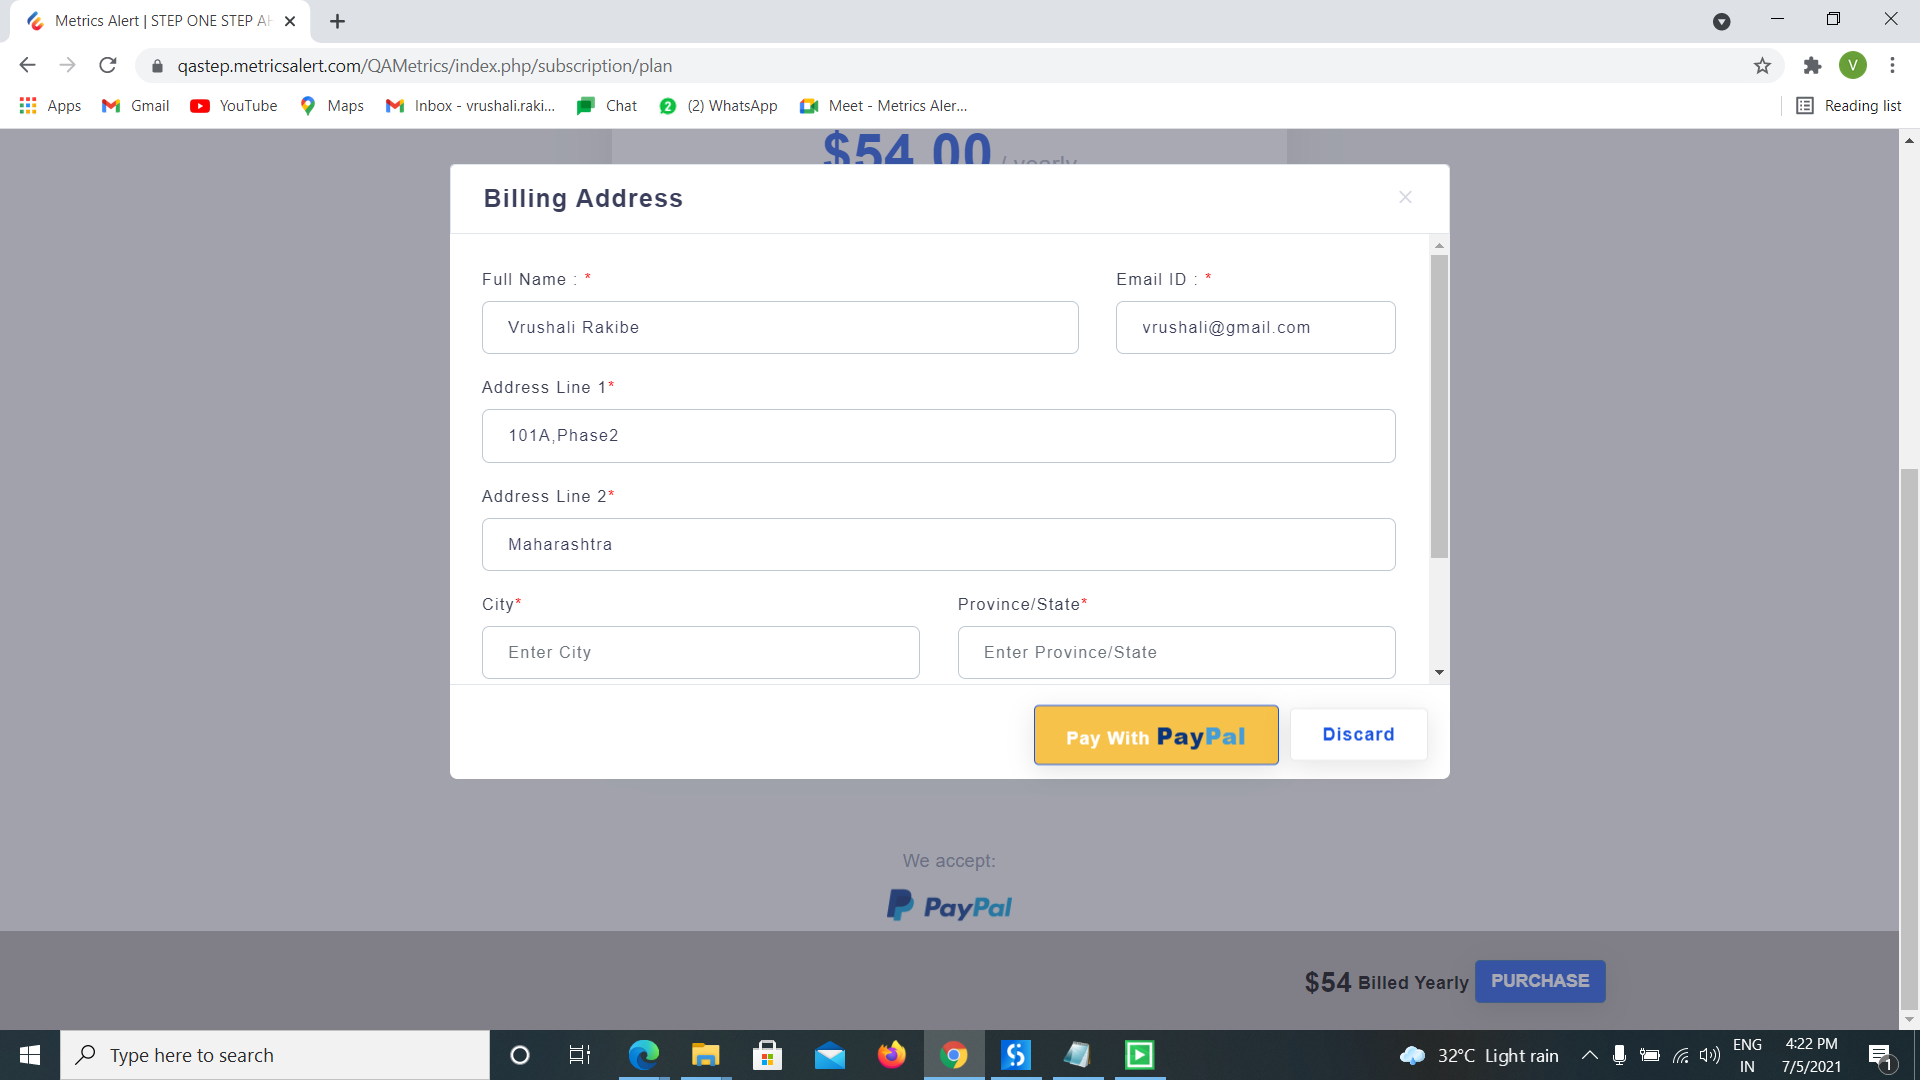 Metrics Alert | STEP ONE STEP AH
qastep.metricsalert.com/QAMetrics/index.php/subscription/plan
V
Apps Gmail YouTube Maps Inbox - vrushali.raki... Chat 2 (2) WhatsApp Meet - Metrics Aler... Reading list
$54.00 / yearly
Billing Address
Full Name : * Email ID : *
Vrushali Rakibe vrushali@gmail.com
Address Line 1*
101A,Phase2
Address Line 2*
Maharashtra
City* Province/State*
Enter City Enter Province/State
Pay With PayPal Discard
We accept:
PayPal
$54 Billed Yearly PURCHASE
Type here to search
32°C Light rain
ENG
IN
4:22 PM
7/5/2021
1